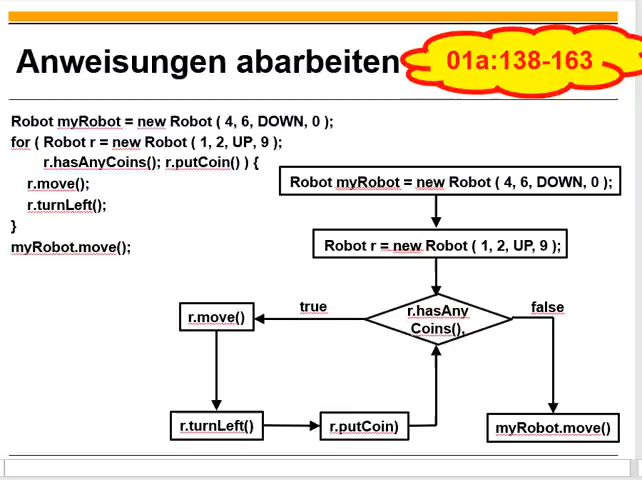 Anweisungen abarbeiten
01a:138-163
Robot myRobot = new Robot ( 4, 6, DOWN, 0 );
for ( Robot r = new Robot ( 1, 2, UP, 9 );
r.hasAnyCoins(); r.putCoin() ) {
r.move();
r.turnLeft();
}
myRobot.move();
Robot myRobot = new Robot ( 4, 6, DOWN, 0 );
Robot r = new Robot ( 1, 2, UP, 9 );
r.hasAny
Coins(),
true
false
r.move()
r.turnLeft()
r.putCoin)
myRobot.move()